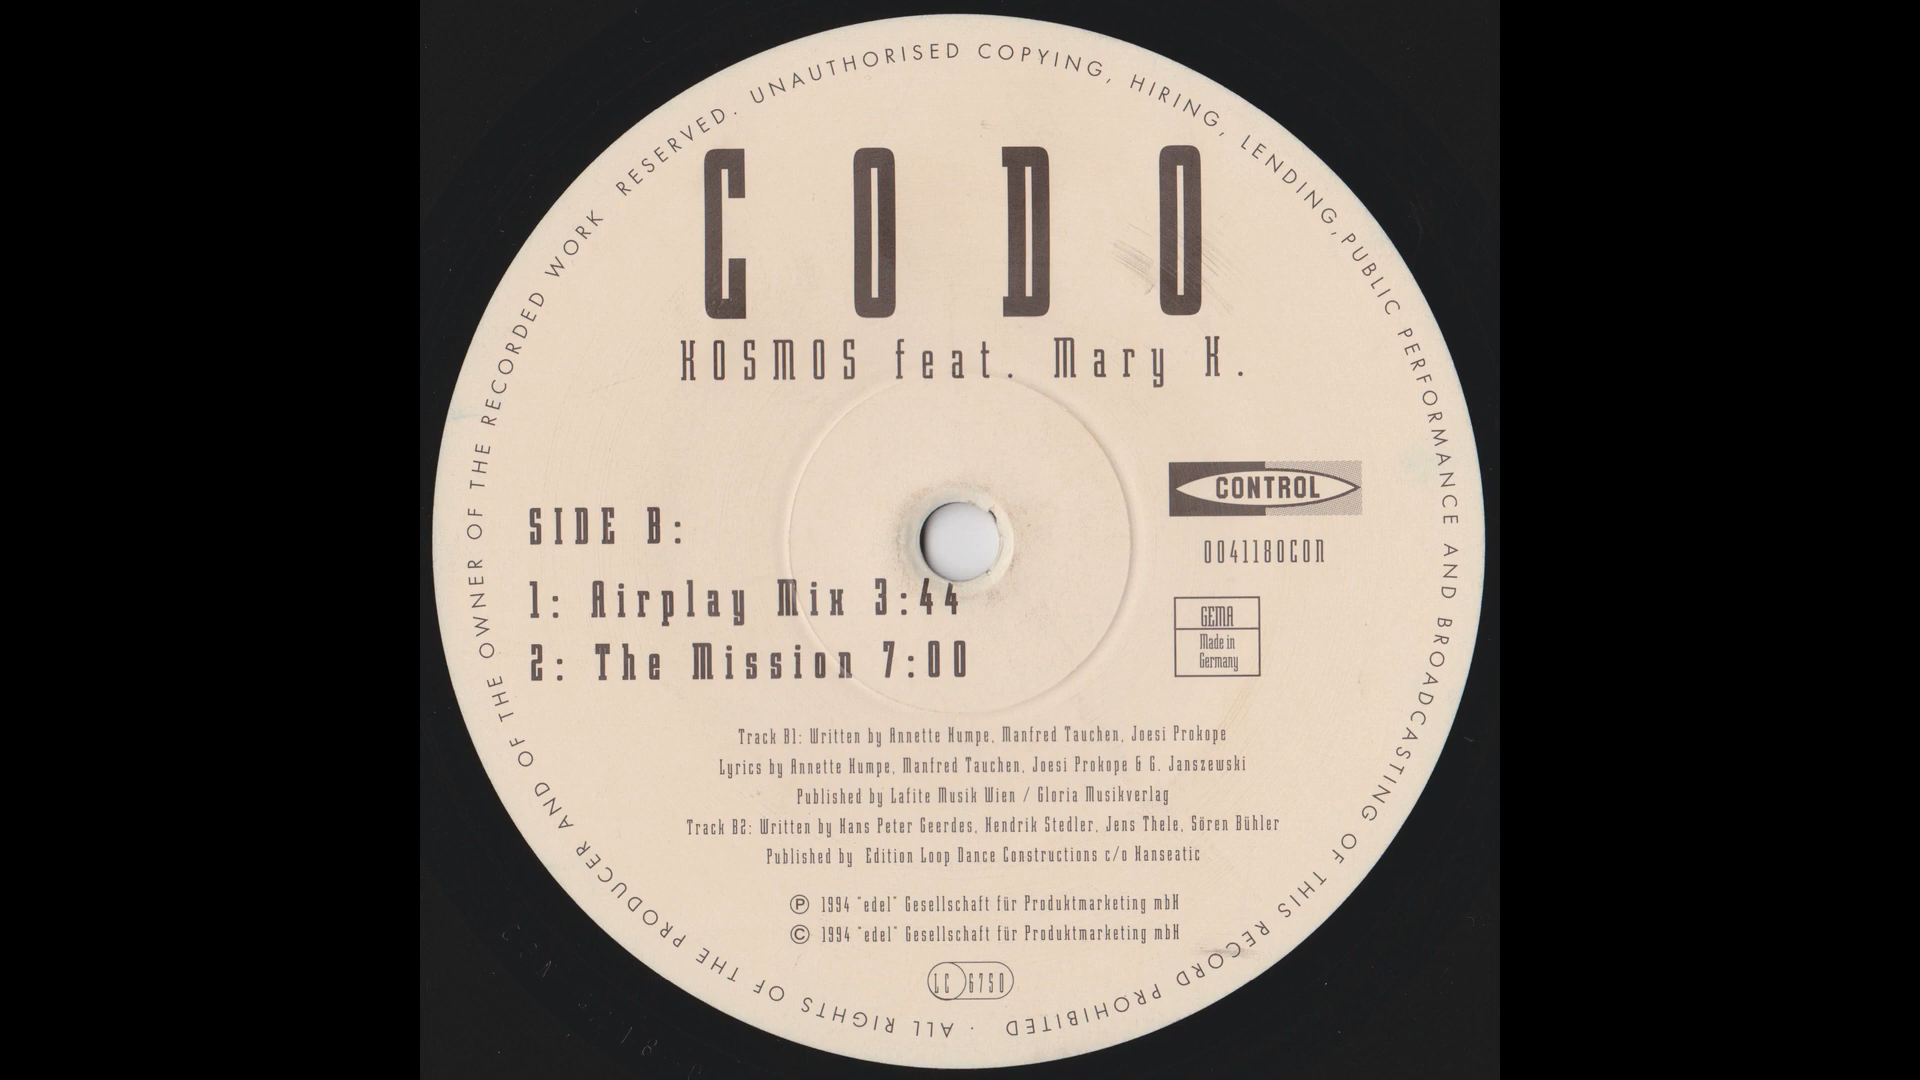 CODO
KOSMOS feat. Mary K.
CONTROL
0041180CON
GEMA
Made in
Germany
SIDE B:
1: Airplay Mix 3:44
2: The Mission 7:00
Track B1: Written by Annette Humpe, Manfred Tauchen, Joesi Prokope
Lyrics by Annette Humpe, Manfred Tauchen, Joesi Prokope & G. Janszewski
Published by Lafite Musik Wien / Gloria Musikverlag
Track B2: Written by Hans Peter Geerdes, Hendrik Stedler, Jens Thele, Sören Bühler
Published by Edition Loop Dance Constructions c/o Hanseatic
℗ 1994 "edel" Gesellschaft für Produktmarketing mbH
© 1994 "edel" Gesellschaft für Produktmarketing mbH
LC 6750
· ALL RIGHTS OF THE PRODUCER AND OF THE OWNER OF THE RECORDED WORK RESERVED. UNAUTHORISED COPYING, HIRING, LENDING, PUBLIC PERFORMANCE AND BROADCASTING OF THIS RECORD PROHIBITED